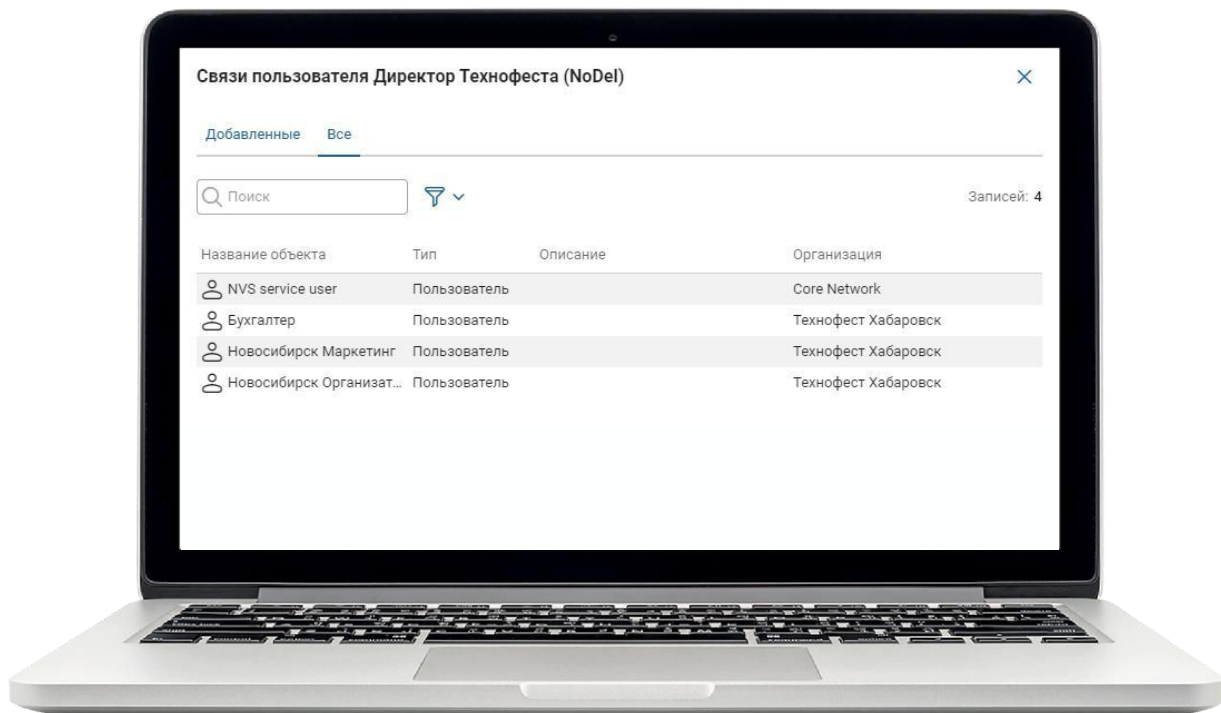 Связи пользователя Директор Технофеста (NoDel)
Добавленные Все
Поиск
Записей: 4
Название объекта Тип Описание Организация
NVS service user Пользователь Core Network
Бухгалтер Пользователь Технофест Хабаровск
Новосибирск Маркетинг Пользователь Технофест Хабаровск
Новосибирск Организат... Пользователь Технофест Хабаровск